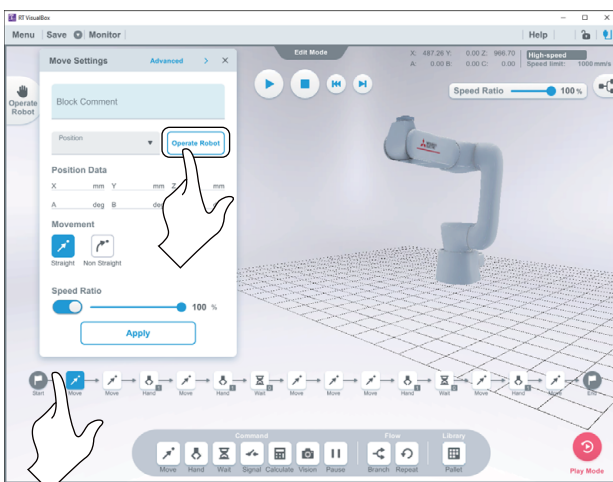 RT VisualBox
Menu Save Monitor Help
Edit Mode
X: 487.26 Y: 0.00 Z: 966.70 High-speed
A: 0.00 B: 0.00 C: 0.00 Speed limit: 1000 mm/s
Move Settings Advanced > ×
Operate
Robot
Block Comment
Speed Ratio 100 %
Position
Operate Robot
Position Data
X mm Y mm Z mm
A deg B
Movement
Straight Non Straight
Speed Ratio
100 %
Apply
Start Move Move Hand Move Hand Wait Move Move Move Hand Wait Move Hand Move End
Command Flow Library
Move Hand Wait Signal Calculate Vision Pause Branch Repeat Pallet
Play Mode